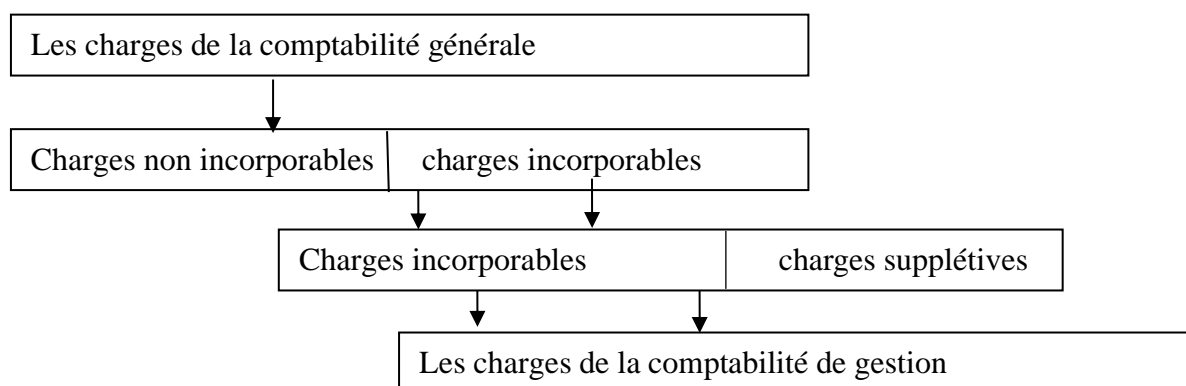 Les charges de la comptabilité générale
Charges non incorporables charges incorporables
Charges incorporables charges supplétives
Les charges de la comptabilité de gestion